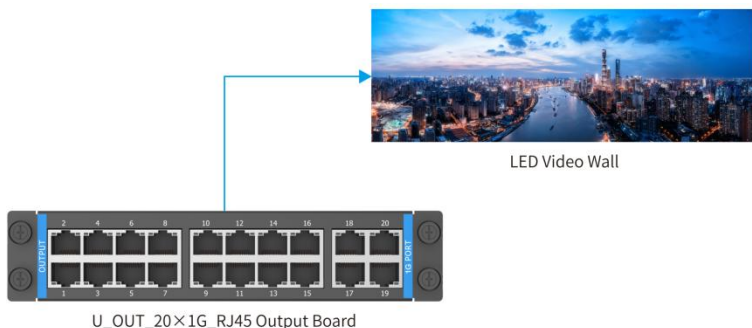 LED Video Wall
2 4 6 8 10 12 14 16 18 20
OUTPUT
1G PORT
1 3 5 7 9 11 13 15 17 19
U_OUT_20×1G_RJ45 Output Board